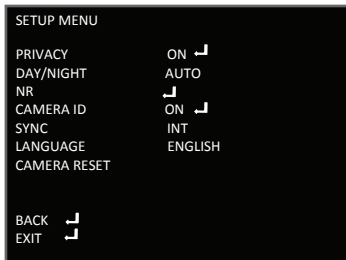 SETUP MENU
PRIVACY ON ↵
DAY/NIGHT AUTO
NR ↵
CAMERA ID ON ↵
SYNC INT
LANGUAGE ENGLISH
CAMERA RESET
BACK ↵
EXIT ↵